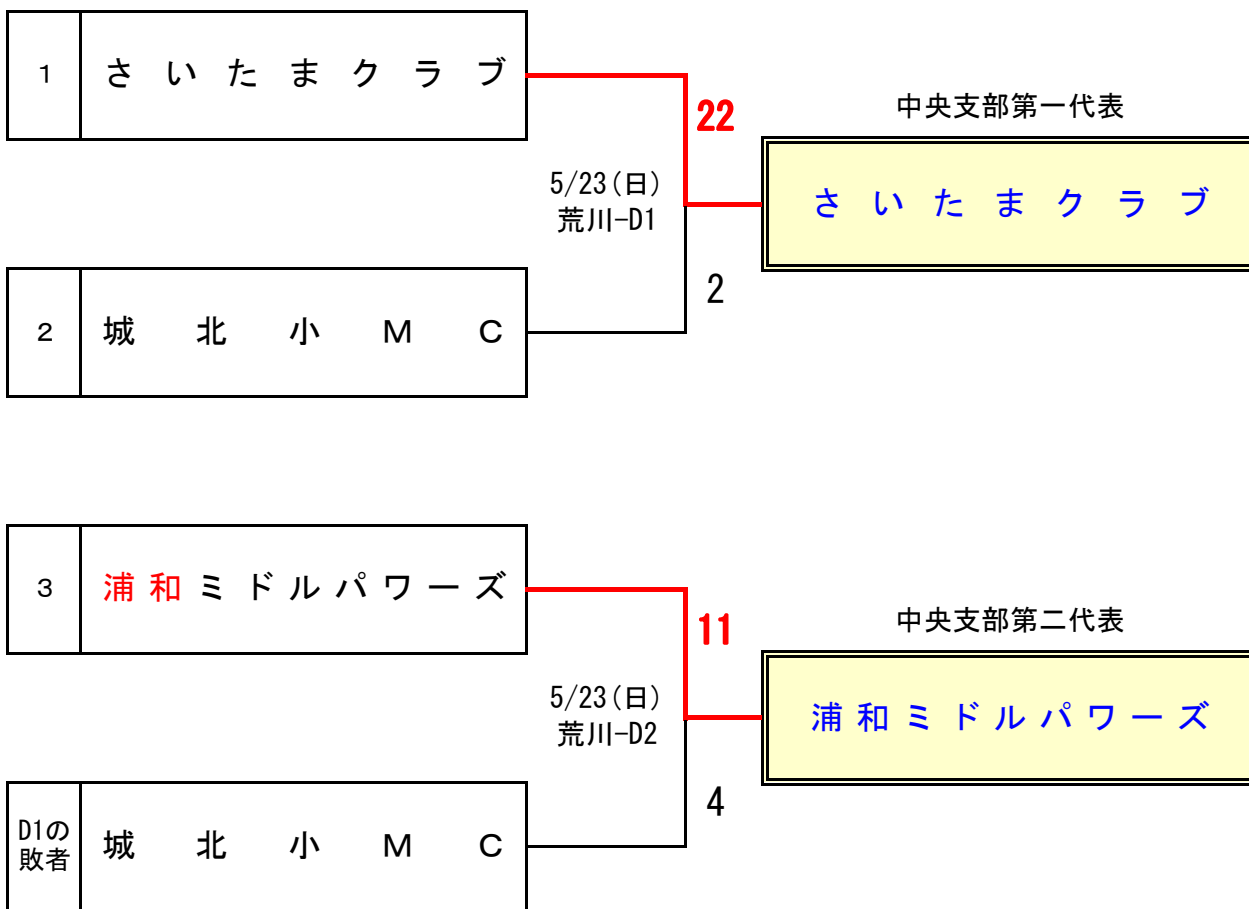 1 さいたまクラブ
22
中央支部第一代表
5/23(日)
荒川-D1
さいたまクラブ
2
2 城北小MC
3 浦和ミドルパワーズ
11
中央支部第二代表
5/23(日)
荒川-D2
浦和ミドルパワーズ
4
D1の
敗者
城北小MC